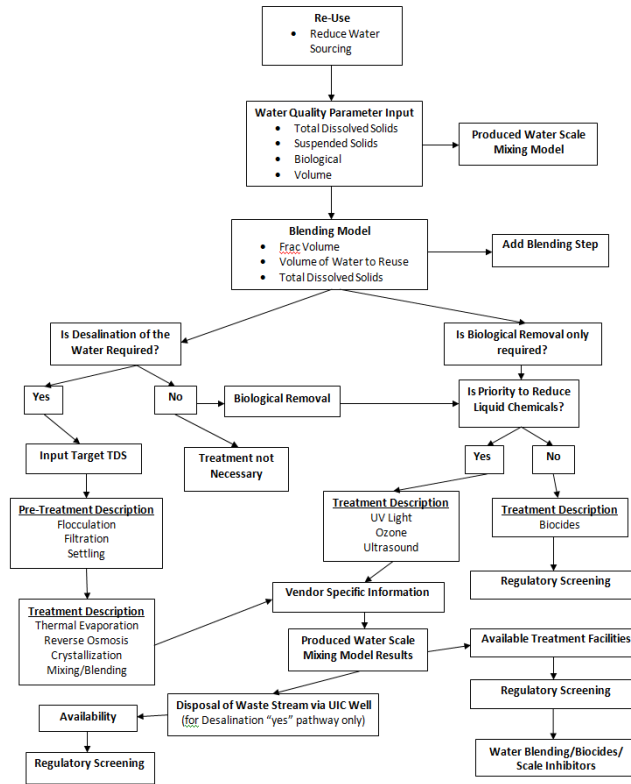 Re-Use
• Reduce Water
Sourcing
Water Quality Parameter Input
• Total Dissolved Solids
• Suspended Solids
• Biological
• Volume
Produced Water Scale
Mixing Model
Blending Model
• Frac Volume
• Volume of Water to Reuse
• Total Dissolved Solids
Add Blending Step
Is Desalination of the
Water Required?
Is Biological Removal only
required?
Yes
No
Biological Removal
Is Priority to Reduce
Liquid Chemicals?
Input Target TDS
Treatment not
Necessary
Yes
No
Pre-Treatment Description
Flocculation
Filtration
Settling
Treatment Description
UV Light
Ozone
Ultrasound
Treatment Description
Biocides
Regulatory Screening
Vendor Specific Information
Treatment Description
Thermal Evaporation
Reverse Osmosis
Crystallization
Mixing/Blending
Produced Water Scale
Mixing Model Results
Available Treatment Facilities
Disposal of Waste Stream via UIC Well
(for Desalination “yes” pathway only)
Regulatory Screening
Availability
Regulatory Screening
Water Blending/Biocides/
Scale Inhibitors